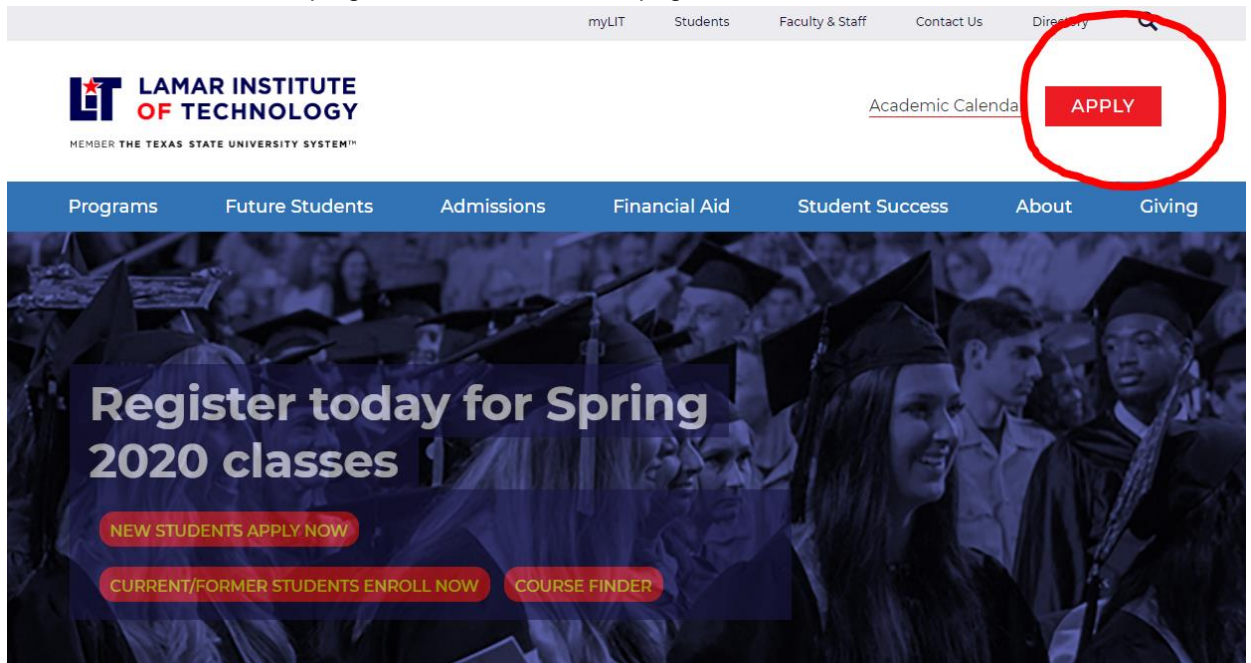 myLIT Students Faculty & Staff Contact Us Directory
LiT LAMAR INSTITUTE
OF TECHNOLOGY
MEMBER THE TEXAS STATE UNIVERSITY SYSTEM™
Academic Calenda APPLY
Programs Future Students Admissions Financial Aid Student Success About Giving
Register today for Spring
2020 classes
NEW STUDENTS APPLY NOW
CURRENT/FORMER STUDENTS ENROLL NOW COURSE FINDER